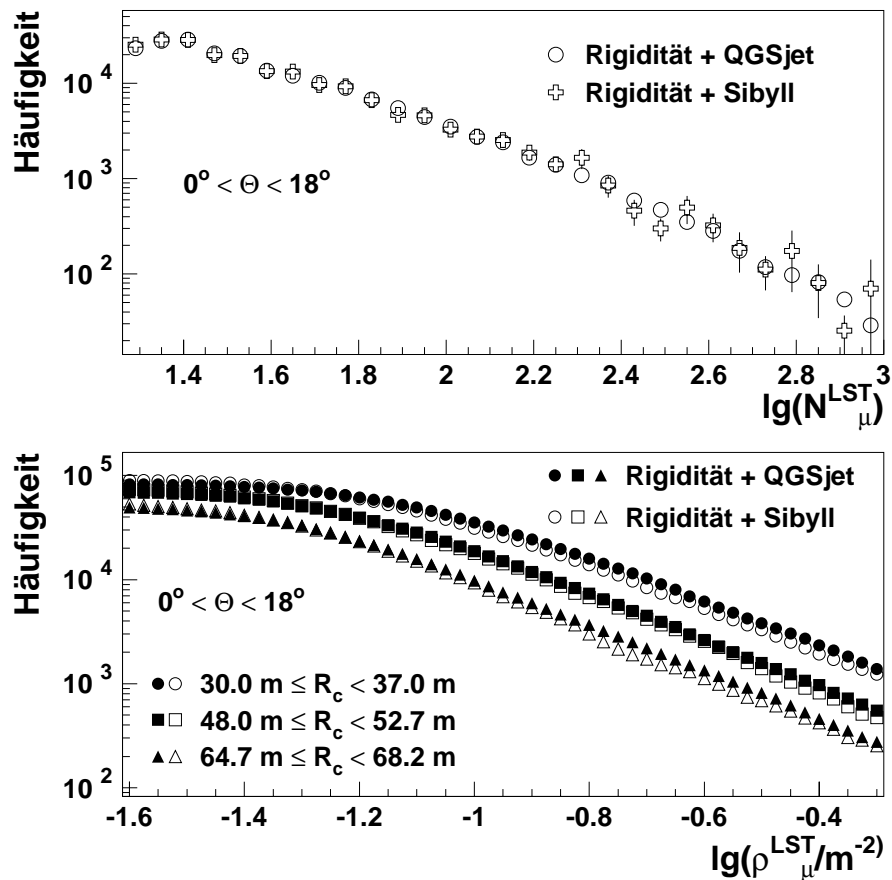 Häufigkeit
10^4
10^3
10^2
Rigidität + QGSjet
Rigidität + Sibyll
0° < Θ < 18°
1.4 1.6 1.8 2 2.2 2.4 2.6 2.8 3
lg(N^LST_μ)
Häufigkeit
10^5
10^4
10^3
10^2
Rigidität + QGSjet
Rigidität + Sibyll
0° < Θ < 18°
30.0 m ≤ R_c < 37.0 m
48.0 m ≤ R_c < 52.7 m
64.7 m ≤ R_c < 68.2 m
-1.6 -1.4 -1.2 -1 -0.8 -0.6 -0.4
lg(ρ^LST_μ/m^-2)